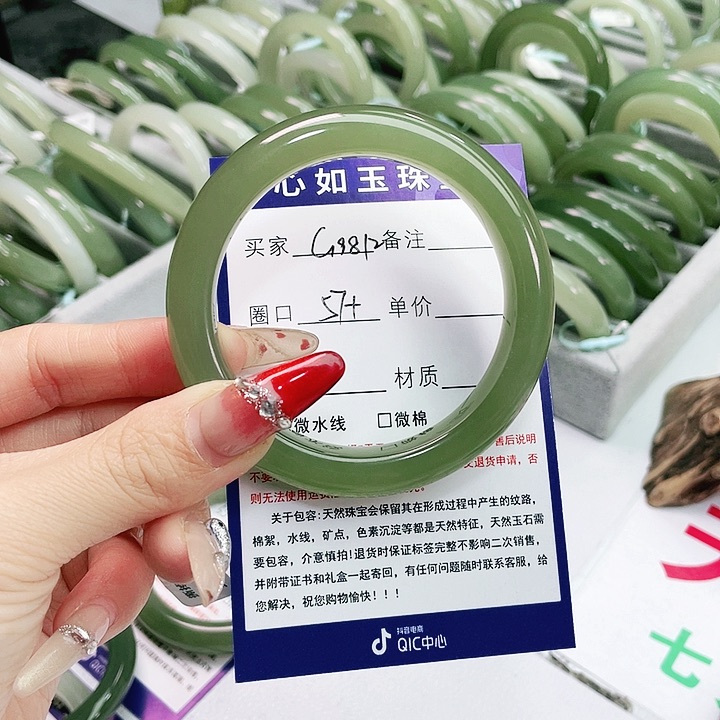 心如玉珠
买家 G9812 备注
圈口 57+ 单价
材质
微水线 □微棉
售后说明
退货申请，否
则无法使用运
关于包容：天然珠宝会保留其在形成过程中产生的纹路，
棉絮，水线，矿点，色素沉淀等都是天然特征，天然玉石需
要包容，介意慎拍！退货时保证标签完整不影响二次销售，
并附带证书和礼盒一起寄回，有任何问题随时联系客服，给
您解决，祝您购物愉快！！！
抖音电商
QIC中心
七